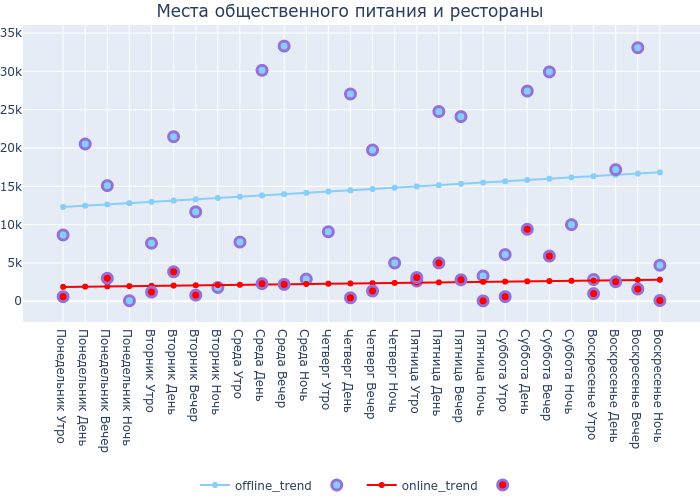 Места общественного питания и рестораны
35k
30k
25k
20k
15k
10k
5k
0
Понедельник Утро
Понедельник День
Понедельник Вечер
Понедельник Ночь
Вторник Утро
Вторник День
Вторник Вечер
Вторник Ночь
Среда Утро
Среда День
Среда Вечер
Среда Ночь
Четверг Утро
Четверг День
Четверг Вечер
Четверг Ночь
Пятница Утро
Пятница День
Пятница Вечер
Пятница Ночь
Суббота Утро
Суббота День
Суббота Вечер
Суббота Ночь
Воскресенье Утро
Воскресенье День
Воскресенье Вечер
Воскресенье Ночь
offline_trend
online_trend